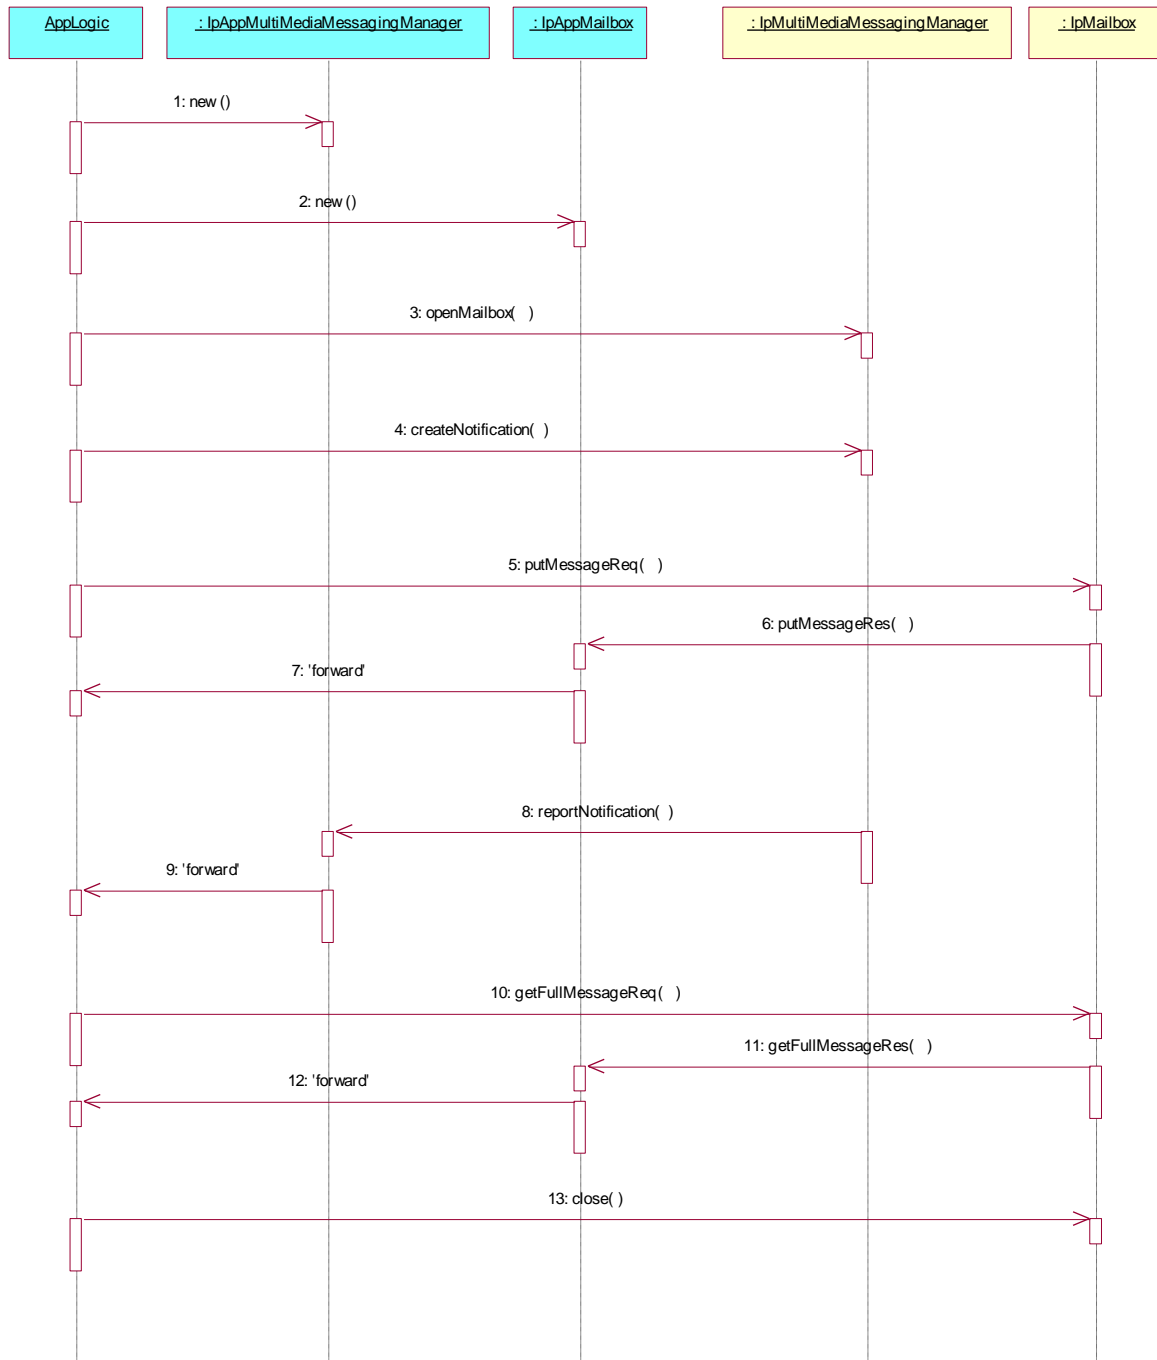 AppLogic
: IpAppMultiMediaMessagingManager
: IpAppMailbox
: IpMultiMediaMessagingManager
: IpMailbox
1: new ()
2: new ()
3: openMailbox( )
4: createNotification( )
5: putMessageReq( )
6: putMessageRes( )
7: 'forward'
8: reportNotification( )
9: 'forward'
10: getFullMessageReq( )
11: getFullMessageRes( )
12: 'forward'
13: close( )